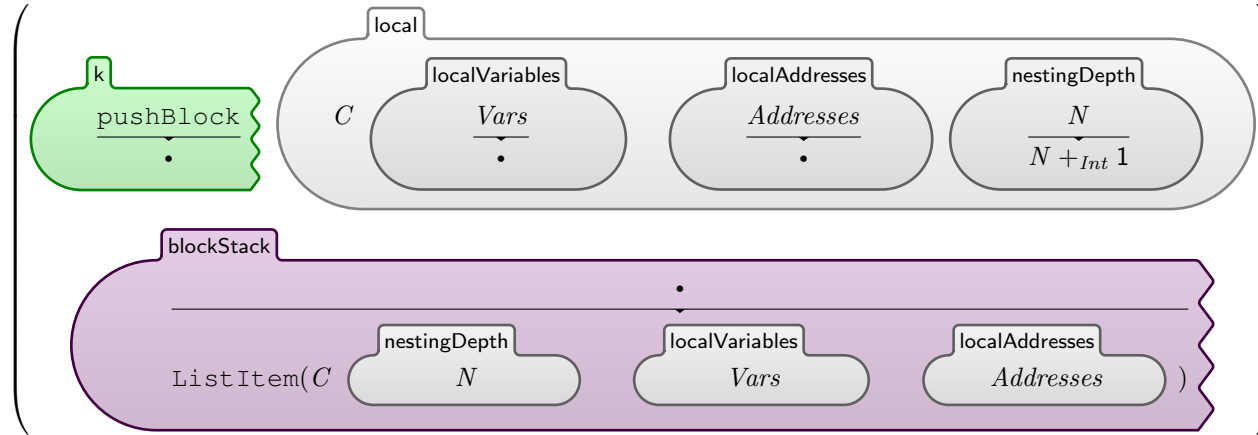 local
k localVariables localAddresses nestingDepth
pushBlock C Vars Addresses N
• • • N +Int 1
blockStack
•
nestingDepth localVariables localAddresses
ListItem(C N Vars Addresses )